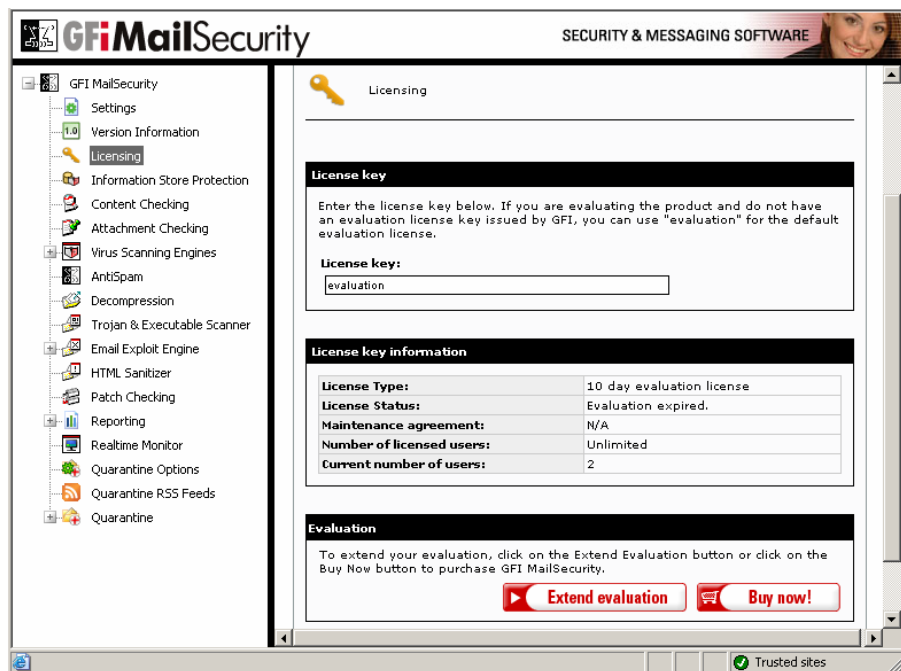 GFiMailSecurity
SECURITY & MESSAGING SOFTWARE
GFI MailSecurity
Settings
1.0 Version Information
Licensing
Information Store Protection
Content Checking
Attachment Checking
Virus Scanning Engines
AntiSpam
Decompression
Trojan & Executable Scanner
Email Exploit Engine
HTML Sanitizer
Patch Checking
Reporting
Realtime Monitor
Quarantine Options
Quarantine RSS Feeds
Quarantine
Licensing
License key
Enter the license key below. If you are evaluating the product and do not have
an evaluation license key issued by GFI, you can use "evaluation" for the default
evaluation license.
License key:
evaluation
License key information
License Type: 10 day evaluation license
License Status: Evaluation expired.
Maintenance agreement: N/A
Number of licensed users: Unlimited
Current number of users: 2
Evaluation
To extend your evaluation, click on the Extend Evaluation button or click on the
Buy Now button to purchase GFI MailSecurity.
Extend evaluation
Buy now!
Trusted sites